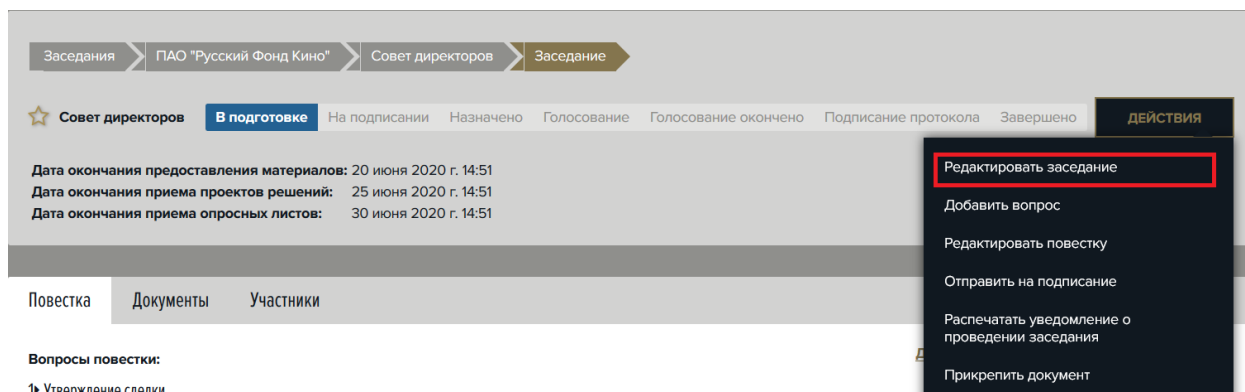 Заседания ПАО "Русский Фонд Кино" Совет директоров Заседание
Совет директоров В подготовке На подписании Назначено Голосование Голосование окончено Подписание протокола Завершено ДЕЙСТВИЯ
Дата окончания предоставления материалов: 20 июня 2020 г. 14:51
Дата окончания приема проектов решений: 25 июня 2020 г. 14:51
Дата окончания приема опросных листов: 30 июня 2020 г. 14:51
Редактировать заседание
Добавить вопрос
Редактировать повестку
Отправить на подписание
Распечатать уведомление о
проведении заседания
Прикрепить документ
Повестка Документы Участники
Вопросы повестки:
1 Утверждение сделки